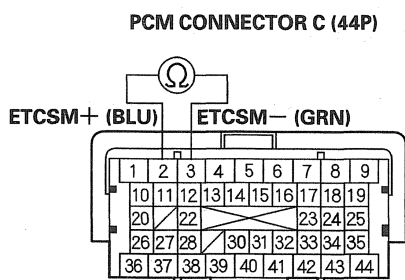 PCM CONNECTOR C (44P)
Ω
ETCSM+ (BLU) ETCSM− (GRN)
1 2 3 4 5 6 7 8 9
10 11 12 13 14 15 16 17 18 19
20 22 23 24 25
26 27 28 30 31 32 33 34 35
36 37 38 39 40 41 42 43 44